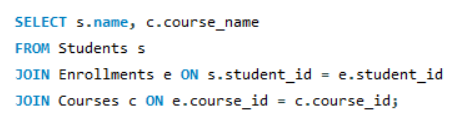 SELECT s.name, c.course_name
FROM Students s
JOIN Enrollments e ON s.student_id = e.student_id
JOIN Courses c ON e.course_id = c.course_id;